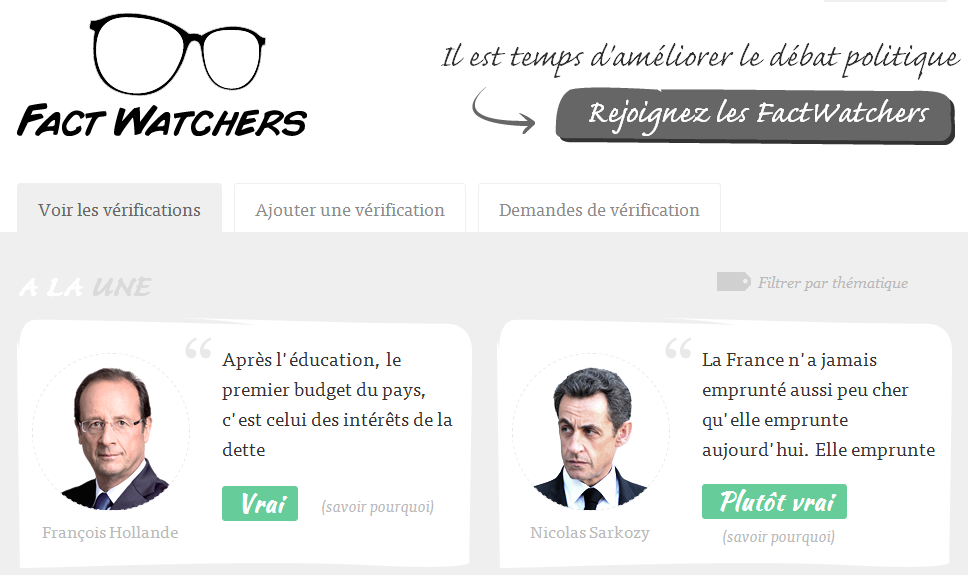 Il est temps d'améliorer le débat politique
FACT WATCHERS
Rejoignez les FactWatchers
Voir les vérifications
Ajouter une vérification
Demandes de vérification
A LA UNE
Filtrer par thématique
“
Après l'éducation, le
premier budget du pays,
c'est celui des intérêts de la
dette
Vrai
(savoir pourquoi)
François Hollande
“
La France n'a jamais
emprunté aussi peu cher
qu'elle emprunte
aujourd'hui. Elle emprunte
Plutôt vrai
(savoir pourquoi)
Nicolas Sarkozy